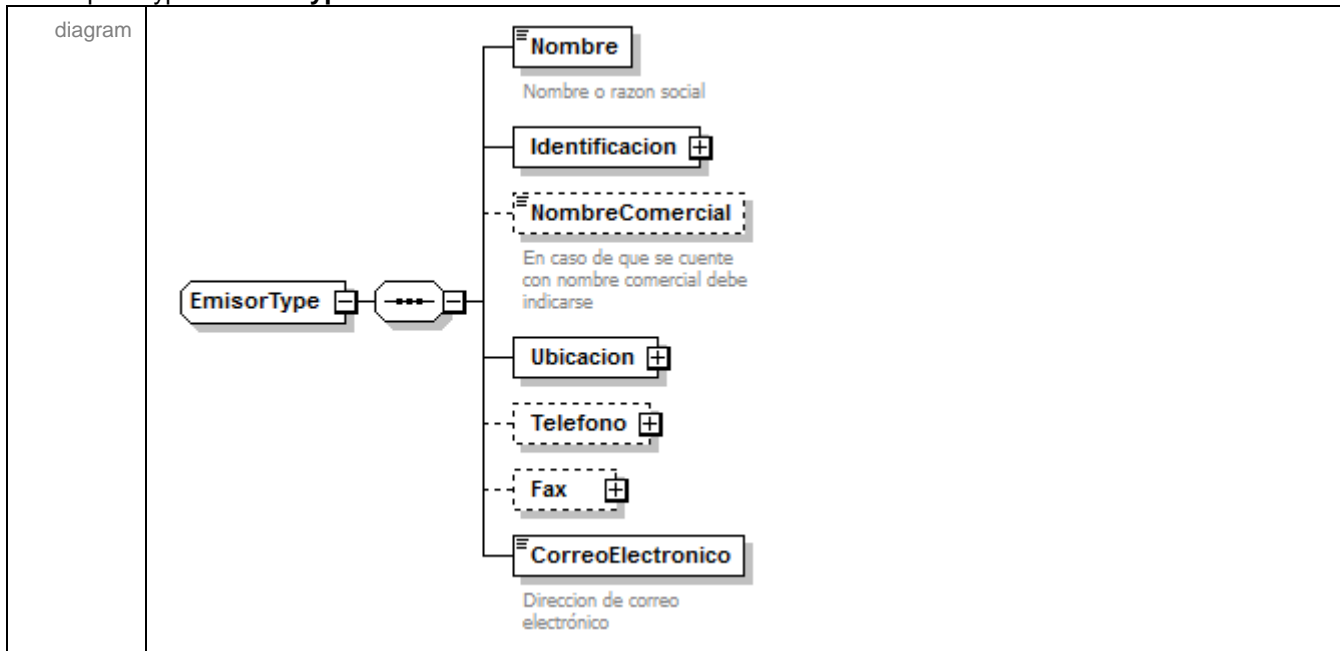 diagram
Nombre
Nombre o razon social
Identificacion
NombreComercial
En caso de que se cuente
con nombre comercial debe
indicarse
EmisorType
Ubicacion
Telefono
Fax
CorreoElectronico
Direccion de correo
electrónico